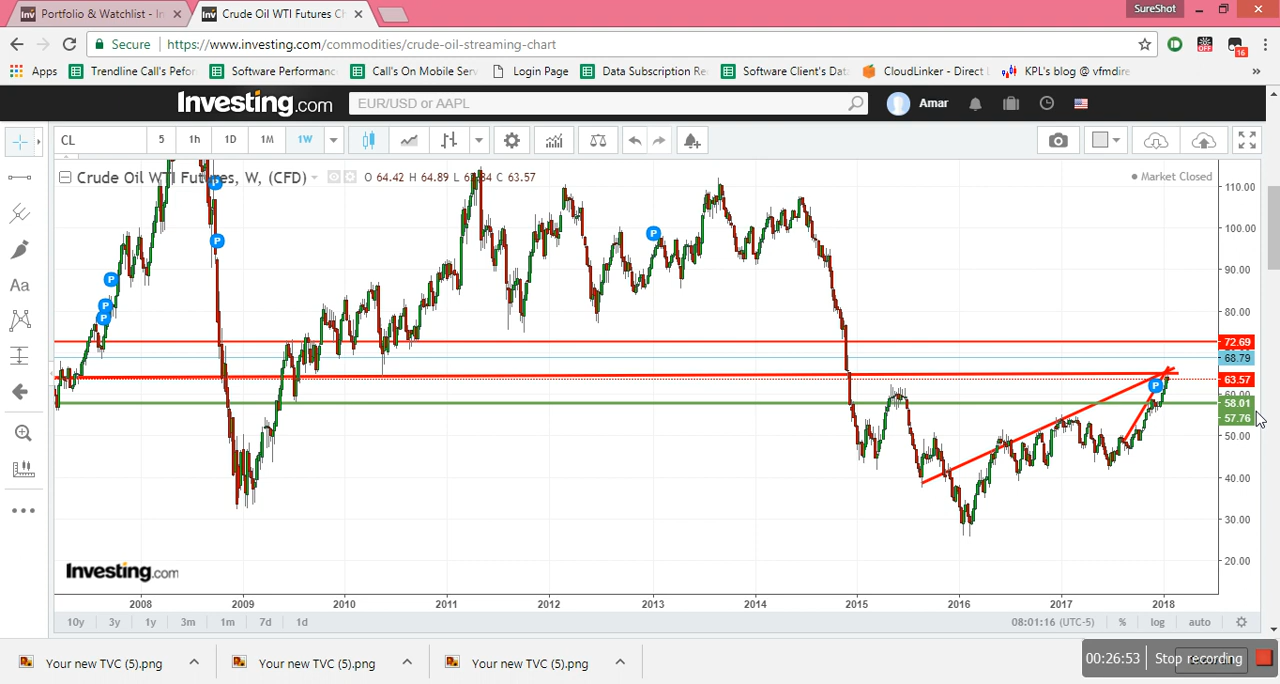 SureShot
Portfolio & Watchlist - In
Crude Oil WTI Futures Ch
Secure
https://www.investing.com/commodities/crude-oil-streaming-chart
OFF
16
Apps
Trendline Call's Pefor
Software Performanc
Call's On Mobile Serv
Login Page
Data Subscription Re
Software Client's Data
CloudLinker - Direct
KPL's blog @ vfmdire
»
Investing.com
EUR/USD or AAPL
Amar
CL
5
1h
1D
1M
1W
Crude Oil WTI Futures, W, (CFD)
O 64.42 H 64.89 C 63.57
Market Closed
P
P
P
P
P
P
P
110.00
100.00
90.00
80.00
72.69
68.79
63.57
58.01
57.76
50.00
40.00
30.00
20.00
Aa
Investing.com
2008
2009
2010
2011
2012
2013
2014
2015
2016
2017
2018
10y
3y
1y
3m
1m
7d
1d
08:01:16 (UTC-5)
%
log
auto
Your new TVC (5).png
Your new TVC (5).png
Your new TVC (5).png
00:26:53
Stop recording